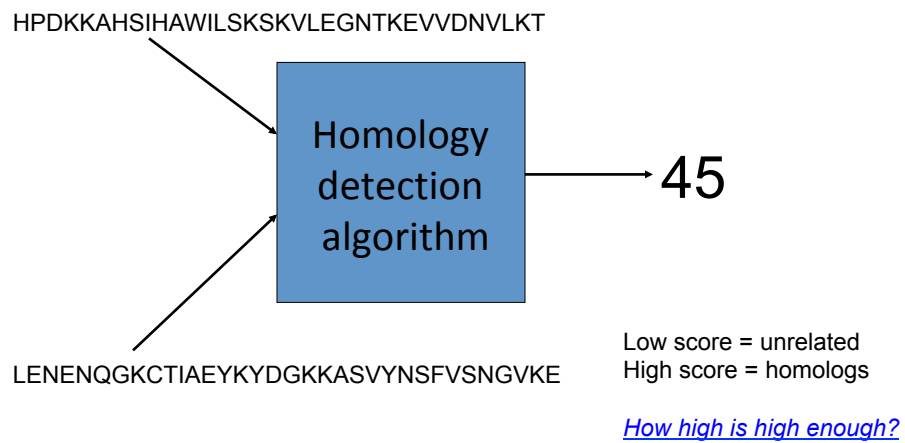 HPDKKAHSIHAWILSKSKVLEGNTKEVVDNVLKT
Homology
detection
algorithm
45
LENENQGKCTIAEYKYDGKKASVYNSFVSNGVKE
Low score = unrelated
High score = homologs
How high is high enough?